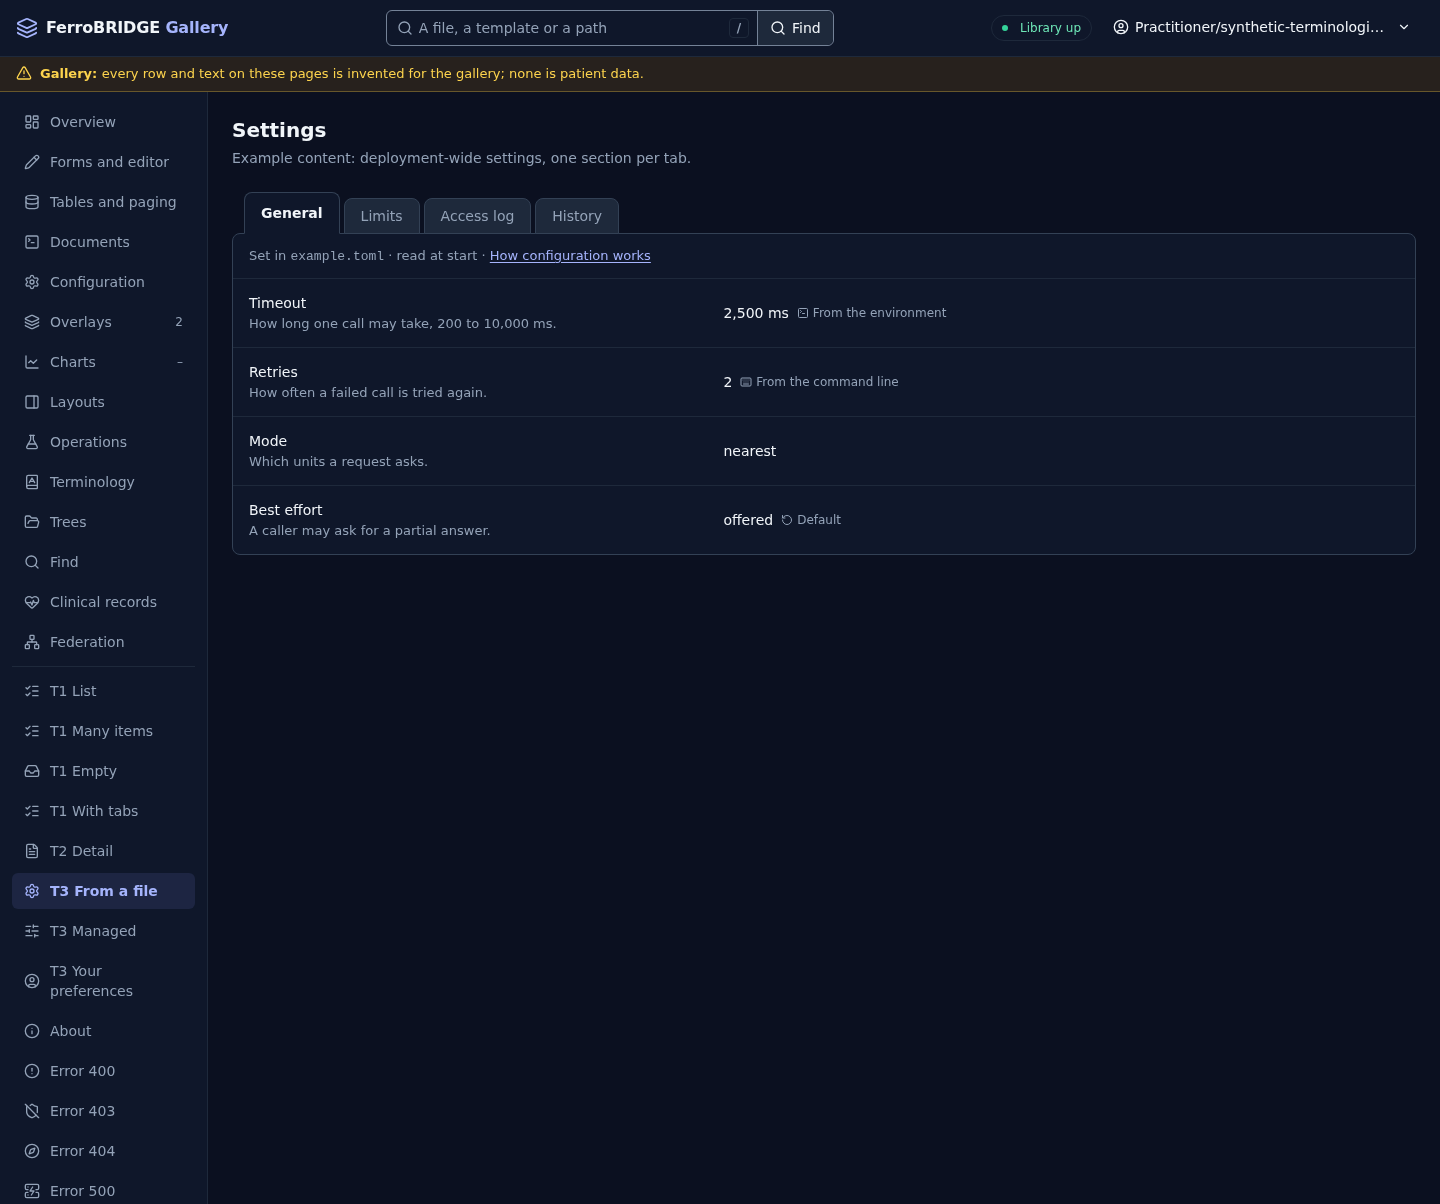 FerroBRIDGE Gallery
A file, a template or a path
/
Find
Library up
Practitioner/synthetic-terminologi…
Gallery: every row and text on these pages is invented for the gallery; none is patient data.
Overview
Forms and editor
Tables and paging
Documents
Configuration
Overlays 2
Charts –
Layouts
Operations
Terminology
Trees
Find
Clinical records
Federation
T1 List
T1 Many items
T1 Empty
T1 With tabs
T2 Detail
T3 From a file
T3 Managed
T3 Your
preferences
About
Error 400
Error 403
Error 404
Error 500
Settings
Example content: deployment-wide settings, one section per tab.
General
Limits
Access log
History
Set in example.toml · read at start · How configuration works
Timeout
How long one call may take, 200 to 10,000 ms.
2,500 ms From the environment
Retries
How often a failed call is tried again.
2 From the command line
Mode
Which units a request asks.
nearest
Best effort
A caller may ask for a partial answer.
offered Default